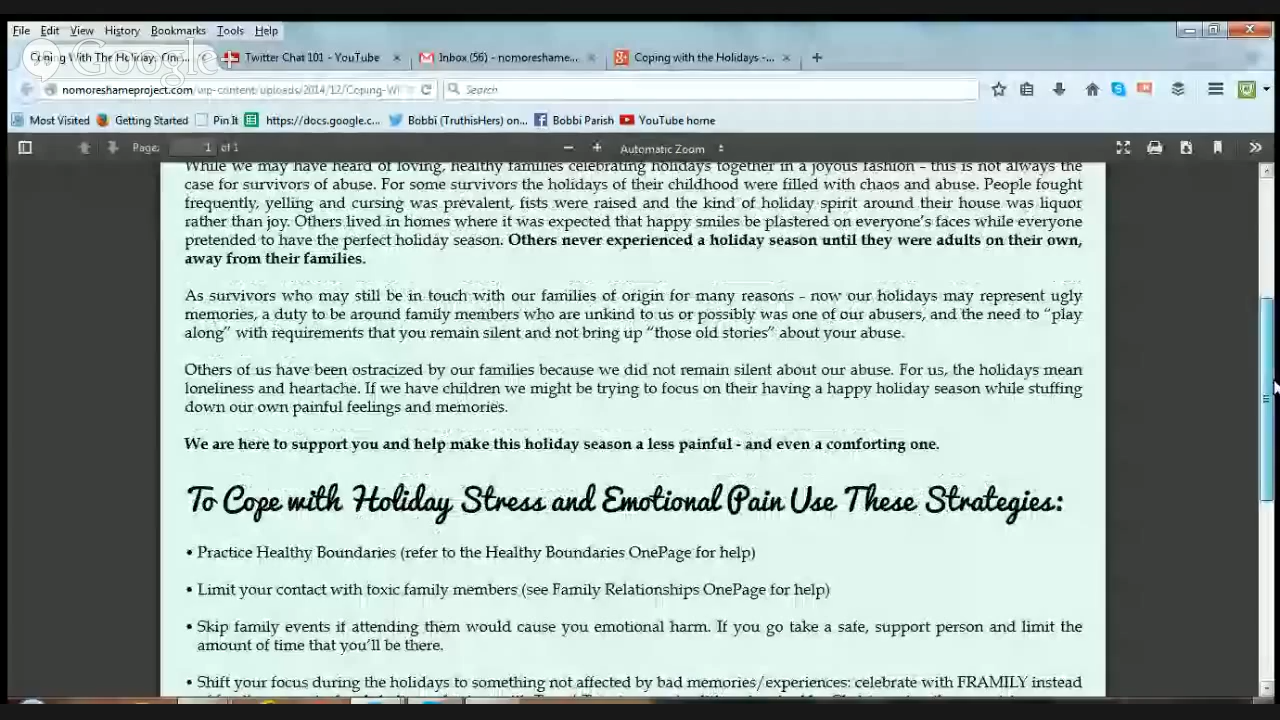 File Edit View History Bookmarks Tools Help
Coping With The Holiday, One... Twitter Chat 101 - YouTube Inbox (56) - nomoreshame... Coping with the Holidays -...
Google
nomoreshameproject.com/wp-content/uploads/2014/12/Coping-Wi Search
Most Visited Getting Started Pin It https://docs.google.c... Bobbi (TruthisHers) on... Bobbi Parish YouTube home
Page: 1 of 1 Automatic Zoom
While we may have heard of loving, healthy families celebrating holidays together in a joyous fashion - this is not always the
case for survivors of abuse. For some survivors the holidays of their childhood were filled with chaos and abuse. People fought
frequently, yelling and cursing was prevalent, fists were raised and the kind of holiday spirit around their house was liquor
rather than joy. Others lived in homes where it was expected that happy smiles be plastered on everyone's faces while everyone
pretended to have the perfect holiday season. Others never experienced a holiday season until they were adults on their own,
away from their families.
As survivors who may still be in touch with our families of origin for many reasons - now our holidays may represent ugly
memories, a duty to be around family members who are unkind to us or possibly was one of our abusers, and the need to "play
along" with requirements that you remain silent and not bring up "those old stories" about your abuse.
Others of us have been ostracized by our families because we did not remain silent about our abuse. For us, the holidays mean
loneliness and heartache. If we have children we might be trying to focus on their having a happy holiday season while stuffing
down our own painful feelings and memories.
We are here to support you and help make this holiday season a less painful - and even a comforting one.
To Cope with Holiday Stress and Emotional Pain Use These Strategies:
• Practice Healthy Boundaries (refer to the Healthy Boundaries OnePage for help)
• Limit your contact with toxic family members (see Family Relationships OnePage for help)
• Skip family events if attending them would cause you emotional harm. If you go take a safe, support person and limit the
amount of time that you'll be there.
• Shift your focus during the holidays to something not affected by bad memories/experiences: celebrate with FRAMILY instead